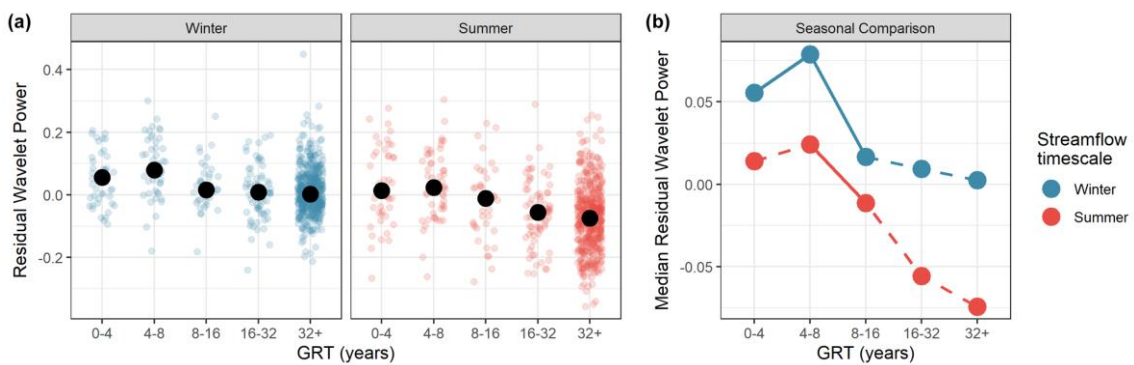 (a)
Winter
Summer
Residual Wavelet Power
0.4
0.2
0.0
-0.2
0-4
4-8
8-16
16-32
32+
0-4
4-8
8-16
16-32
32+
GRT (years)
(b)
Seasonal Comparison
Median Residual Wavelet Power
0.05
0.00
-0.05
0-4
4-8
8-16
16-32
32+
GRT (years)
Streamflow
timescale
Winter
Summer